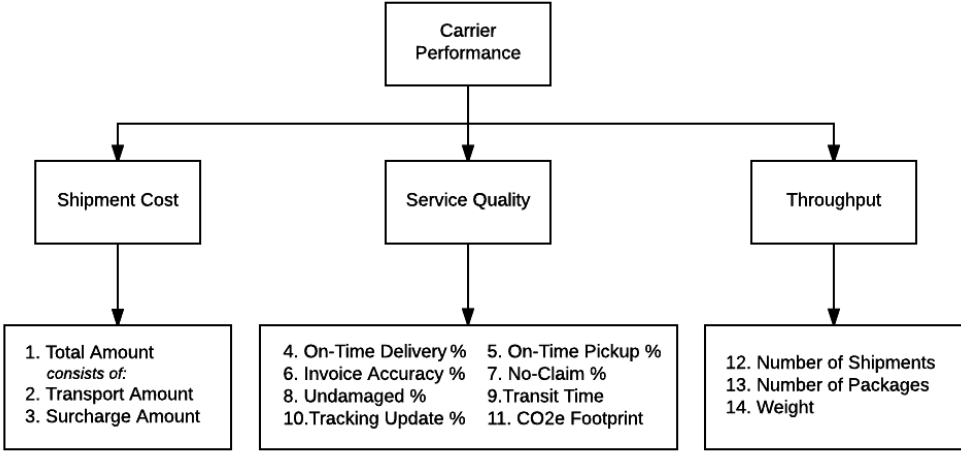 Carrier
Performance
Shipment Cost
Service Quality
Throughput
1. Total Amount
consists of:
2. Transport Amount
3. Surcharge Amount
4. On-Time Delivery % 5. On-Time Pickup %
6. Invoice Accuracy % 7. No-Claim %
8. Undamaged % 9.Transit Time
10.Tracking Update % 11. CO2e Footprint
12. Number of Shipments
13. Number of Packages
14. Weight